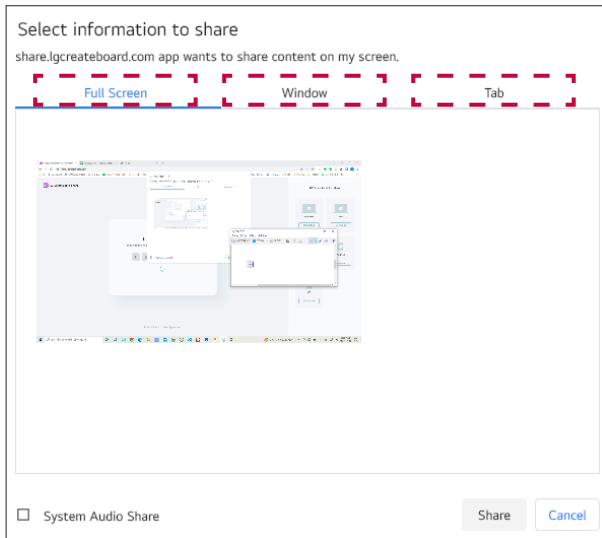 Select information to share
share.lgcreateboard.com app wants to share content on my screen.
Full Screen Window Tab
System Audio Share Share Cancel